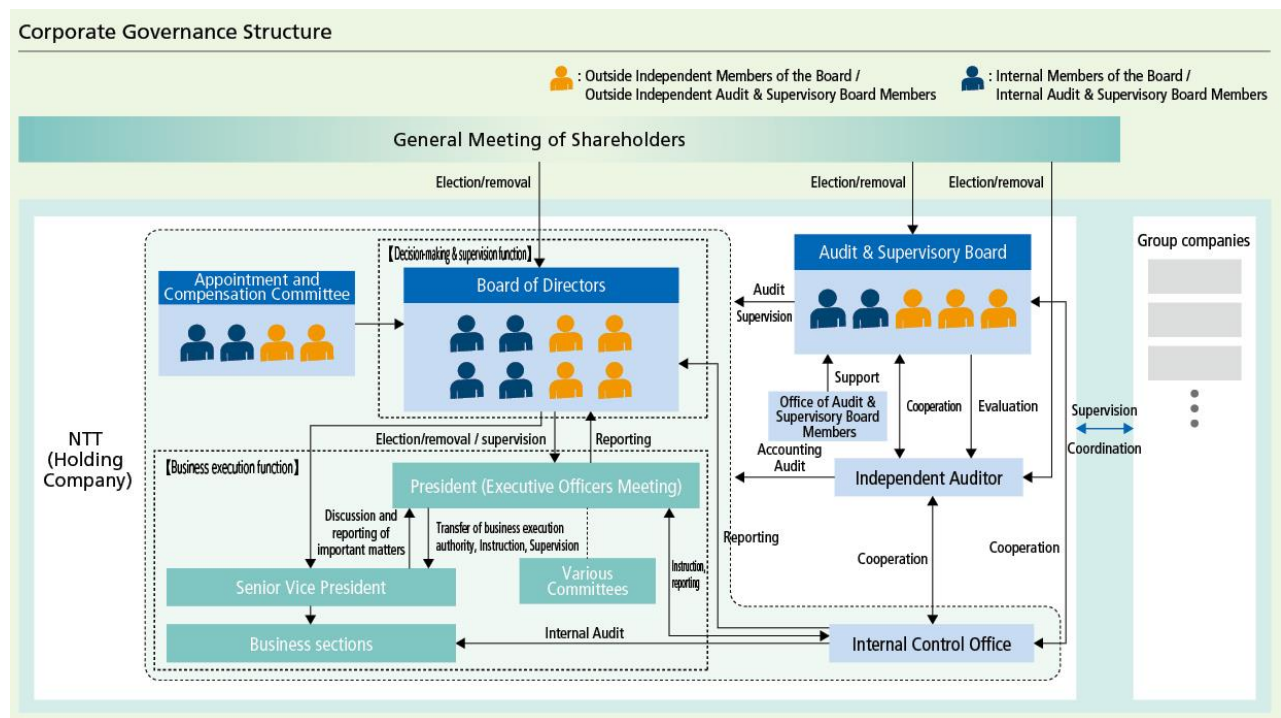 Corporate Governance Structure
: Outside Independent Members of the Board /
Outside Independent Audit & Supervisory Board Members
: Internal Members of the Board /
Internal Audit & Supervisory Board Members
General Meeting of Shareholders
Election/removal
Election/removal
Election/removal
【Decision-making & supervision function】
Appointment and
Compensation Committee
Board of Directors
Audit & Supervisory Board
Group companies
Audit
Supervision
Support
Office of Audit &
Supervisory Board
Members
Cooperation
Evaluation
Supervision
Coordination
NTT
(Holding
Company)
Election/removal / supervision
Reporting
Accounting
Audit
【Business execution function】
President (Executive Officers Meeting)
Independent Auditor
Discussion and
reporting of
important matters
Transfer of business execution
authority, Instruction, Supervision
Instruction,
reporting
Reporting
Cooperation
Cooperation
Senior Vice President
Various
Committees
Business sections
Internal Audit
Internal Control Office